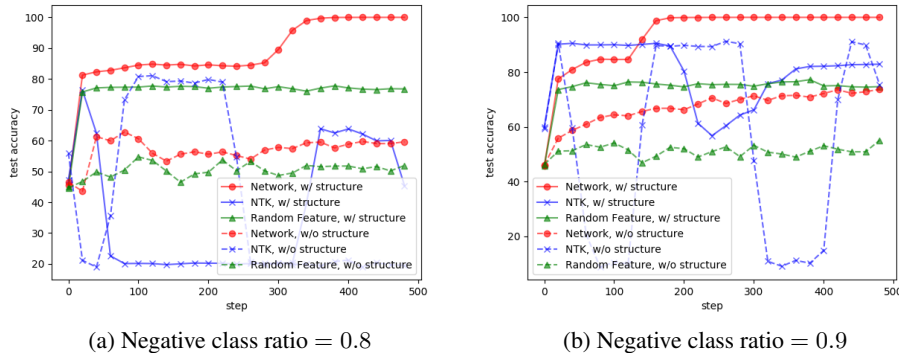 100
90
80
70
60
50
40
30
20
test accuracy
0
100
200
300
400
500
step
Network, w/ structure
NTK, w/ structure
Random Feature, w/ structure
Network, w/o structure
NTK, w/o structure
Random Feature, w/o structure
(a) Negative class ratio = 0.8
100
80
60
40
20
test accuracy
0
100
200
300
400
500
step
Network, w/ structure
NTK, w/ structure
Random Feature, w/ structure
Network, w/o structure
NTK, w/o structure
Random Feature, w/o structure
(b) Negative class ratio = 0.9